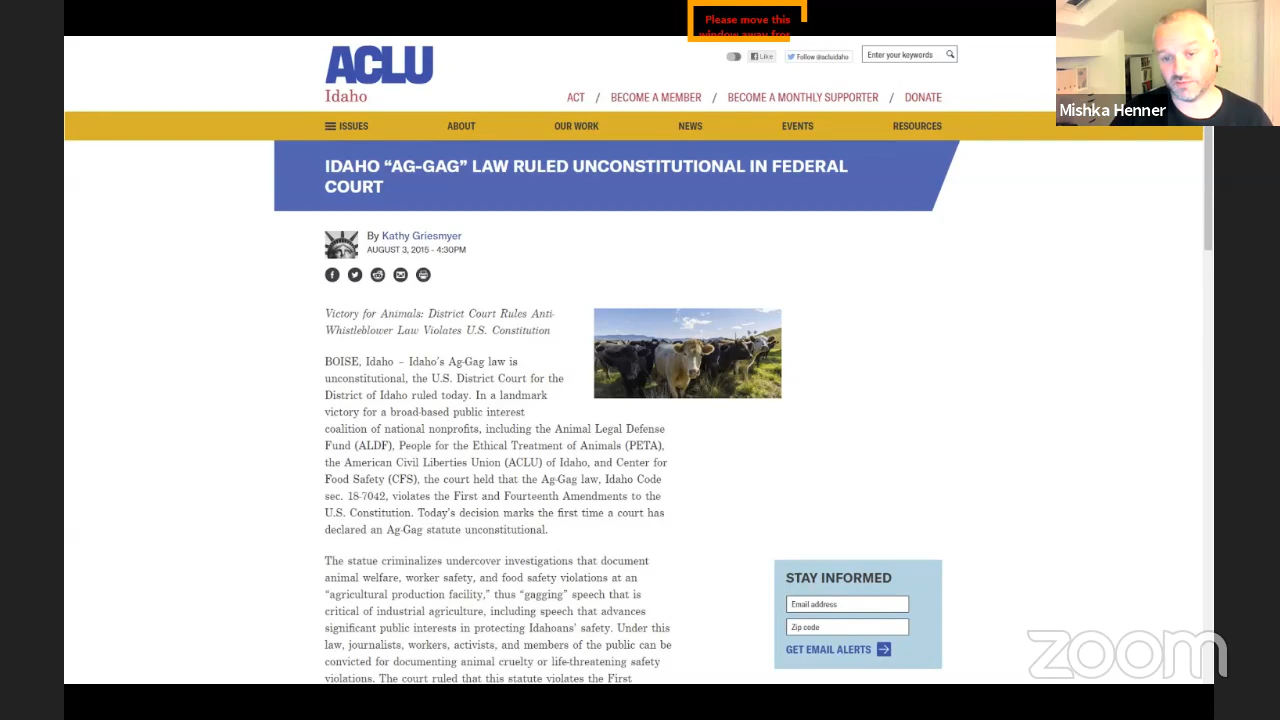 Please move this
window away from
ACLU
Idaho
Like
Follow @acluidaho
Enter your keywords
ACT / BECOME A MEMBER / BECOME A MONTHLY SUPPORTER / DONATE
Mishka Henner
ISSUES ABOUT OUR WORK NEWS EVENTS RESOURCES
IDAHO “AG-GAG” LAW RULED UNCONSTITUTIONAL IN FEDERAL
COURT
By Kathy Griesmyer
AUGUST 3, 2015 - 4:30PM
Victory for Animals: District Court Rules Anti-
Whistleblower Law Violates U.S. Constitution
BOISE, Idaho – Idaho’s Ag-Gag law is
unconstitutional, the U.S. District Court for the
District of Idaho ruled today. In a landmark
victory for a broad-based public interest
coalition of national nonprofits, including the Animal Legal Defense
Fund (ALDF), People for the Ethical Treatment of Animals (PETA),
the American Civil Liberties Union (ACLU) of Idaho, and Center for
Food Safety (CFS), the court held that the Ag-Gag law, Idaho Code
sec. 18-7042, violates the First and Fourteenth Amendments to the
U.S. Constitution. Today’s decision marks the first time a court has
declared an Ag-Gag statute unconstitutional.
The statue criminalizes undercover investigations that document
animal welfare, worker safety, and food safety violations at an
“agricultural production facility,” thus “gagging” speech that is
critical of industrial agriculture, including speech that advances
significant public interests in protecting Idahoans’ safety. Under this
law, journalists, workers, activists, and members of the public can be
convicted for documenting animal cruelty or life-threatening safety
violations. The court ruled that this statute violates the First
STAY INFORMED
Email address
Zip code
GET EMAIL ALERTS
zoom